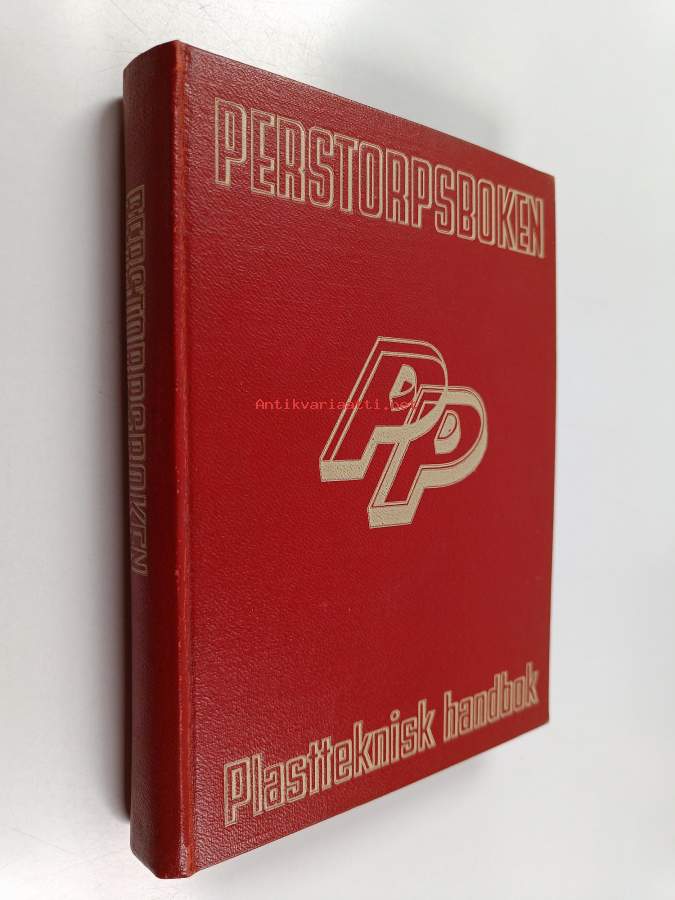 PERSTORPSBOKEN
PERSTORPSBOKEN
PP
Antikvariaatti.net
Plastteknisk handbok